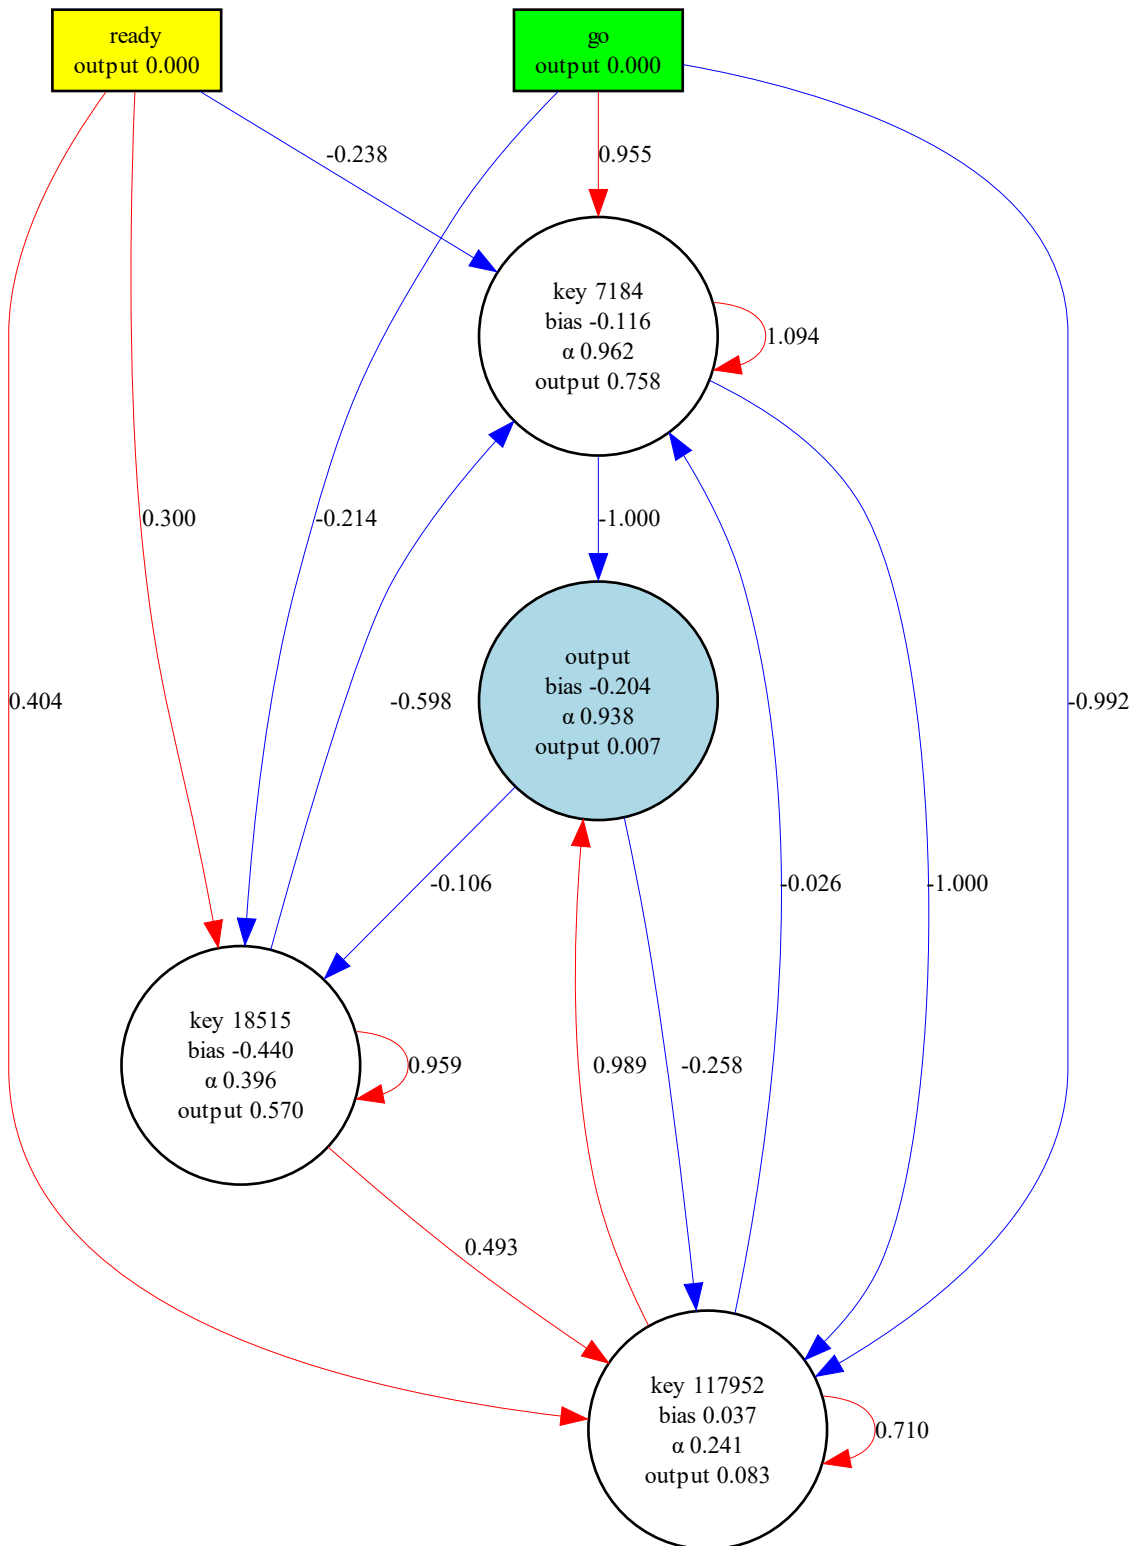 ready
output 0.000
go
output 0.000
-0.238
0.955
key 7184
bias -0.116
α 0.962
output 0.758
1.094
0.300
-0.214
-1.000
output
bias -0.204
α 0.938
output 0.007
0.404
-0.598
-0.992
-0.106
-0.026
-1.000
key 18515
bias -0.440
α 0.396
output 0.570
0.959
0.989
-0.258
0.493
key 117952
bias 0.037
α 0.241
output 0.083
0.710